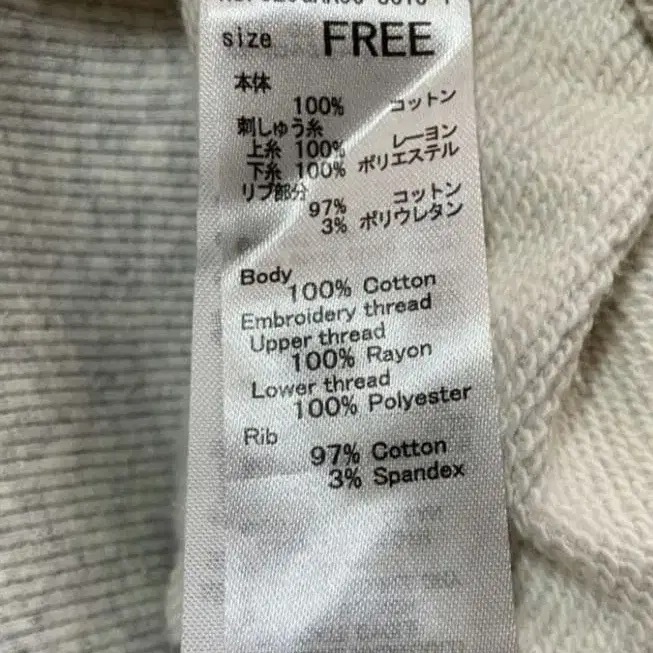 size FREE
本体
100% コットン
刺しゅう糸
上糸 100% レーヨン
下糸 100% ポリエステル
リブ部分
97% コットン
3% ポリウレタン
Body
100% Cotton
Embroidery thread
Upper thread
100% Rayon
Lower thread
100% Polyester
Rib
97% Cotton
3% Spandex